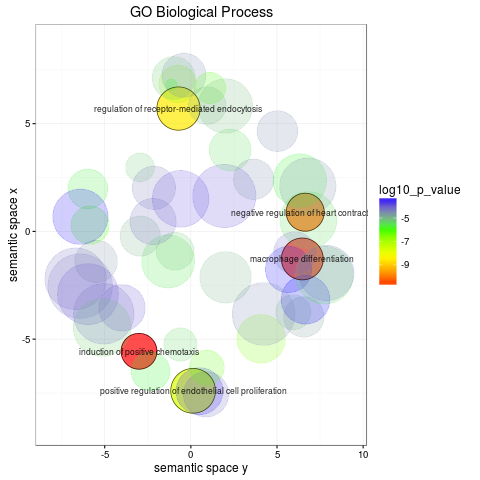 GO Biological Process
regulation of receptor-mediated endocytosis
negative regulation of heart contract
macrophage differentiation
induction of positive chemotaxis
positive regulation of endothelial cell proliferation
5
0
-5
-5
0
5
10
semantic space x
semantic space y
log10_p_value
-5
-7
-9